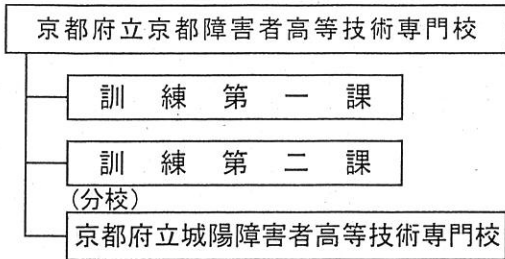 京都府立京都障害者高等技術専門校
訓練第一課
訓練第二課
(分校)
京都府立城陽障害者高等技術専門校